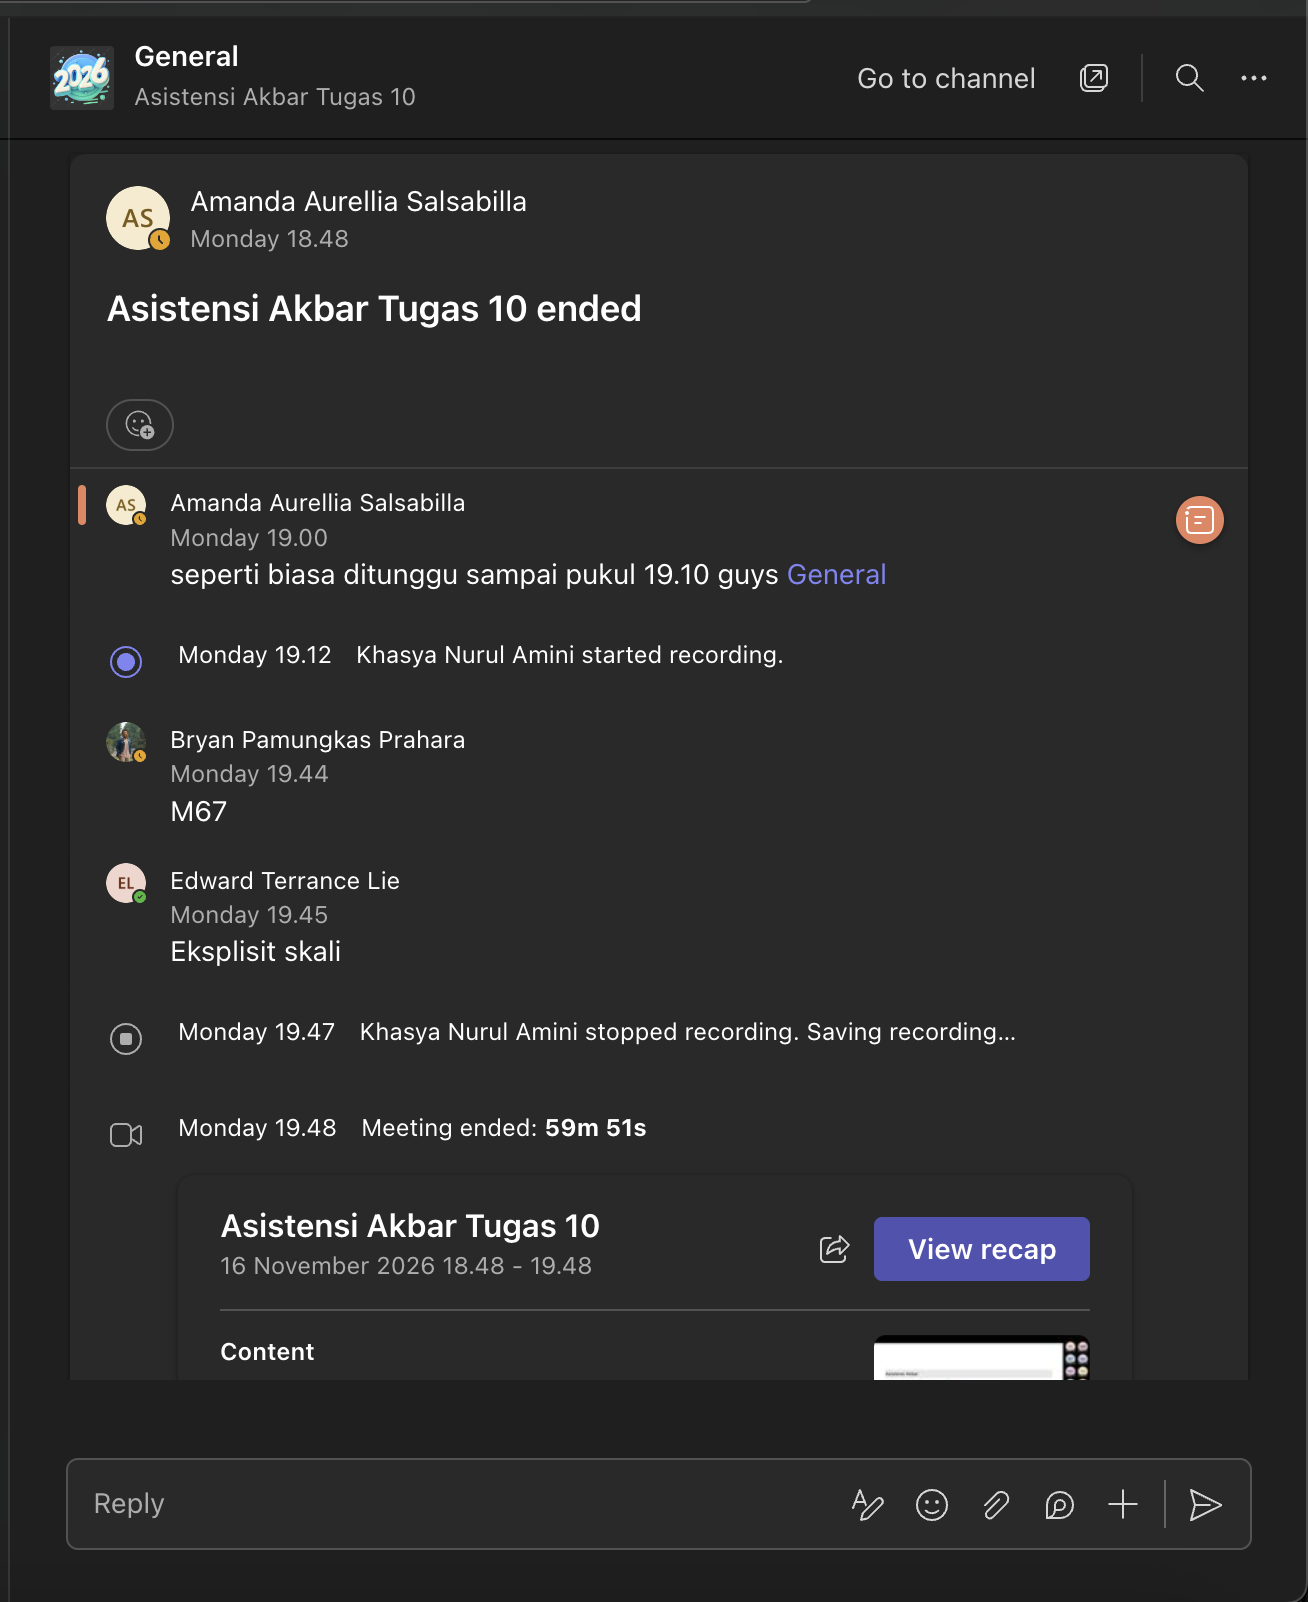 2026
General
Asistensi Akbar Tugas 10
Go to channel
AS
Amanda Aurellia Salsabilla
Monday 18.48
Asistensi Akbar Tugas 10 ended
AS
Amanda Aurellia Salsabilla
Monday 19.00
seperti biasa ditunggu sampai pukul 19.10 guys General
Monday 19.12 Khasya Nurul Amini started recording.
Bryan Pamungkas Prahara
Monday 19.44
M67
EL
Edward Terrance Lie
Monday 19.45
Eksplisit skali
Monday 19.47 Khasya Nurul Amini stopped recording. Saving recording...
Monday 19.48 Meeting ended: 59m 51s
Asistensi Akbar Tugas 10
16 November 2026 18.48 - 19.48
View recap
Content
Reply